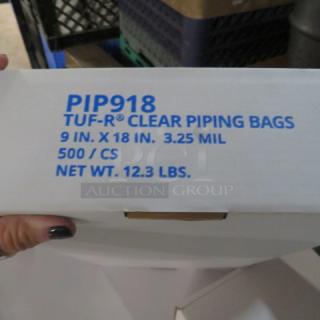 PIP918
TUF-R® CLEAR PIPING BAGS
9 IN. X 18 IN. 3.25 MIL
500 / CS
NET WT. 12.3 LBS.
AUCTION GROUP